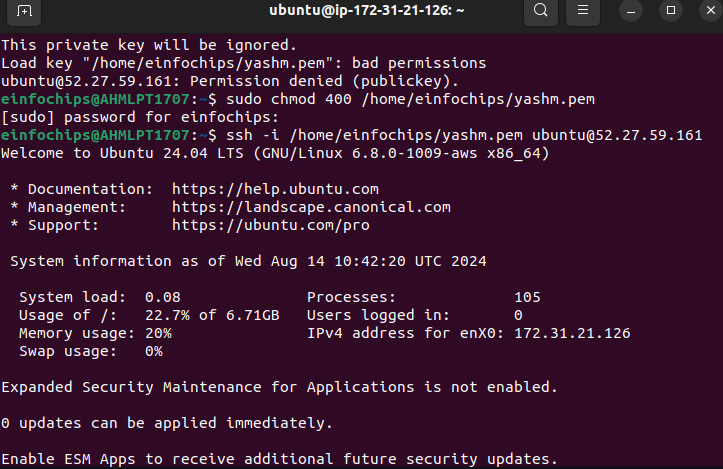 ubuntu@ip-172-31-21-126: ~
This private key will be ignored.
Load key "/home/einfochips/yashm.pem": bad permissions
ubuntu@52.27.59.161: Permission denied (publickey).
einfochips@AHMLPT1707:~$ sudo chmod 400 /home/einfochips/yashm.pem
[sudo] password for einfochips:
einfochips@AHMLPT1707:~$ ssh -i /home/einfochips/yashm.pem ubuntu@52.27.59.161
Welcome to Ubuntu 24.04 LTS (GNU/Linux 6.8.0-1009-aws x86_64)
* Documentation:  https://help.ubuntu.com
* Management:     https://landscape.canonical.com
* Support:        https://ubuntu.com/pro
System information as of Wed Aug 14 10:42:20 UTC 2024
System load:  0.08              Processes:             105
Usage of /:   22.7% of 6.71GB   Users logged in:       0
Memory usage: 20%               IPv4 address for enX0: 172.31.21.126
Swap usage:   0%
Expanded Security Maintenance for Applications is not enabled.
0 updates can be applied immediately.
Enable ESM Apps to receive additional future security updates.